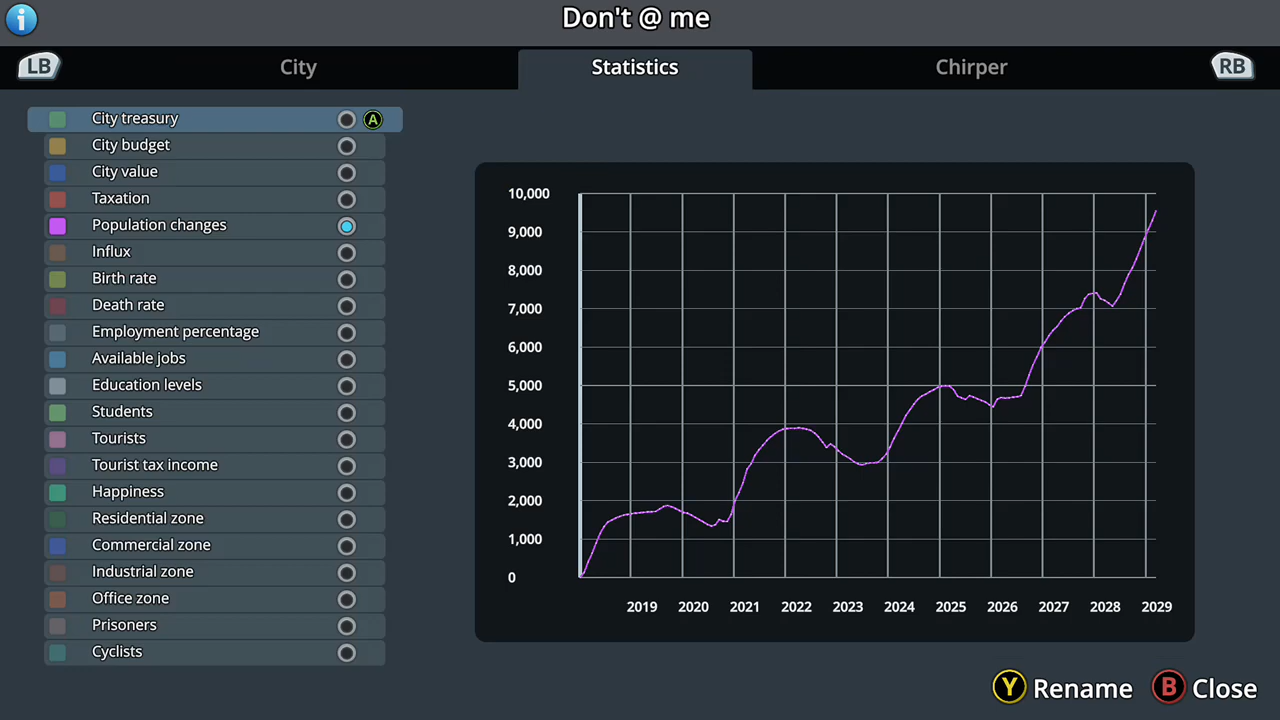 Don't @ me
LB
City
Statistics
Chirper
RB
City treasury
A
City budget
City value
Taxation
Population changes
Influx
Birth rate
Death rate
Employment percentage
Available jobs
Education levels
Students
Tourists
Tourist tax income
Happiness
Residential zone
Commercial zone
Industrial zone
Office zone
Prisoners
Cyclists
10,000
9,000
8,000
7,000
6,000
5,000
4,000
3,000
2,000
1,000
0
2019 2020 2021 2022 2023 2024 2025 2026 2027 2028 2029
Y Rename B Close